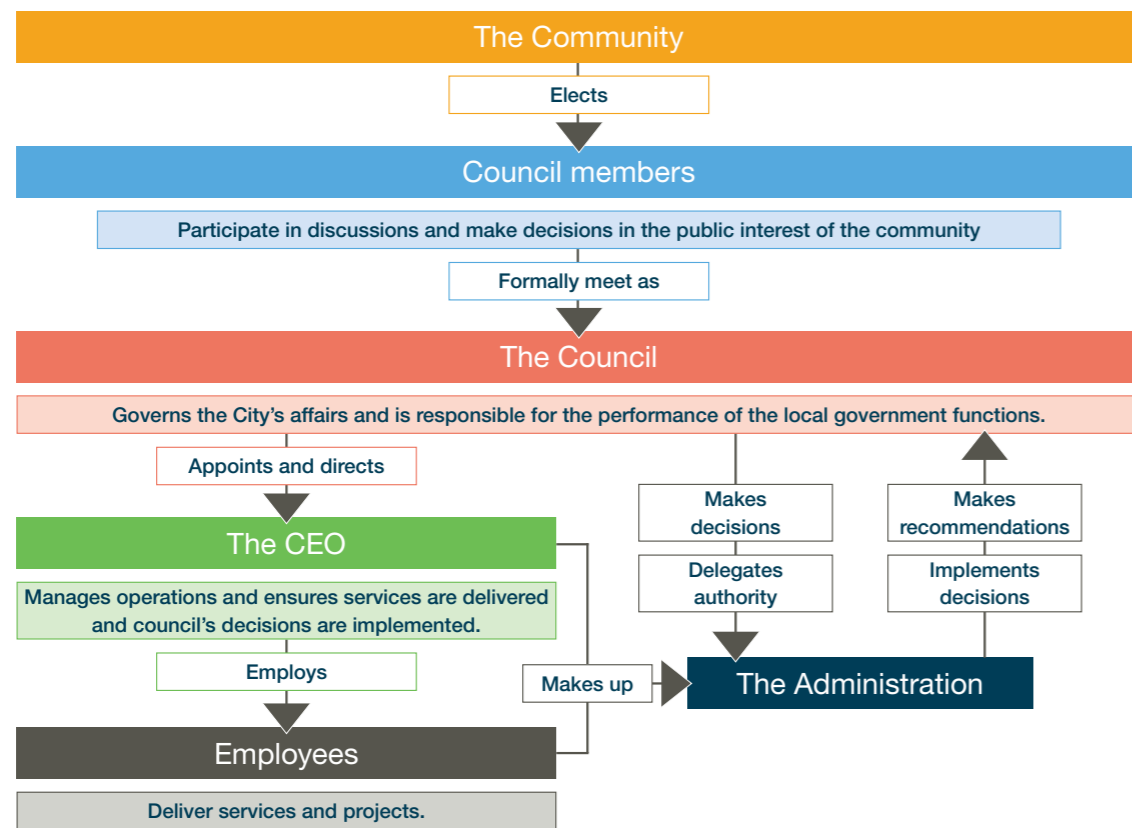 The Community
Elects
Council members
Participate in discussions and make decisions in the public interest of the community
Formally meet as
The Council
Governs the City's affairs and is responsible for the performance of the local government functions.
Appoints and directs
The CEO
Manages operations and ensures services are delivered
and council's decisions are implemented.
Employs
Employees
Deliver services and projects.
Makes up
Makes
decisions
Delegates
authority
The Administration
Makes
recommendations
Implements
decisions